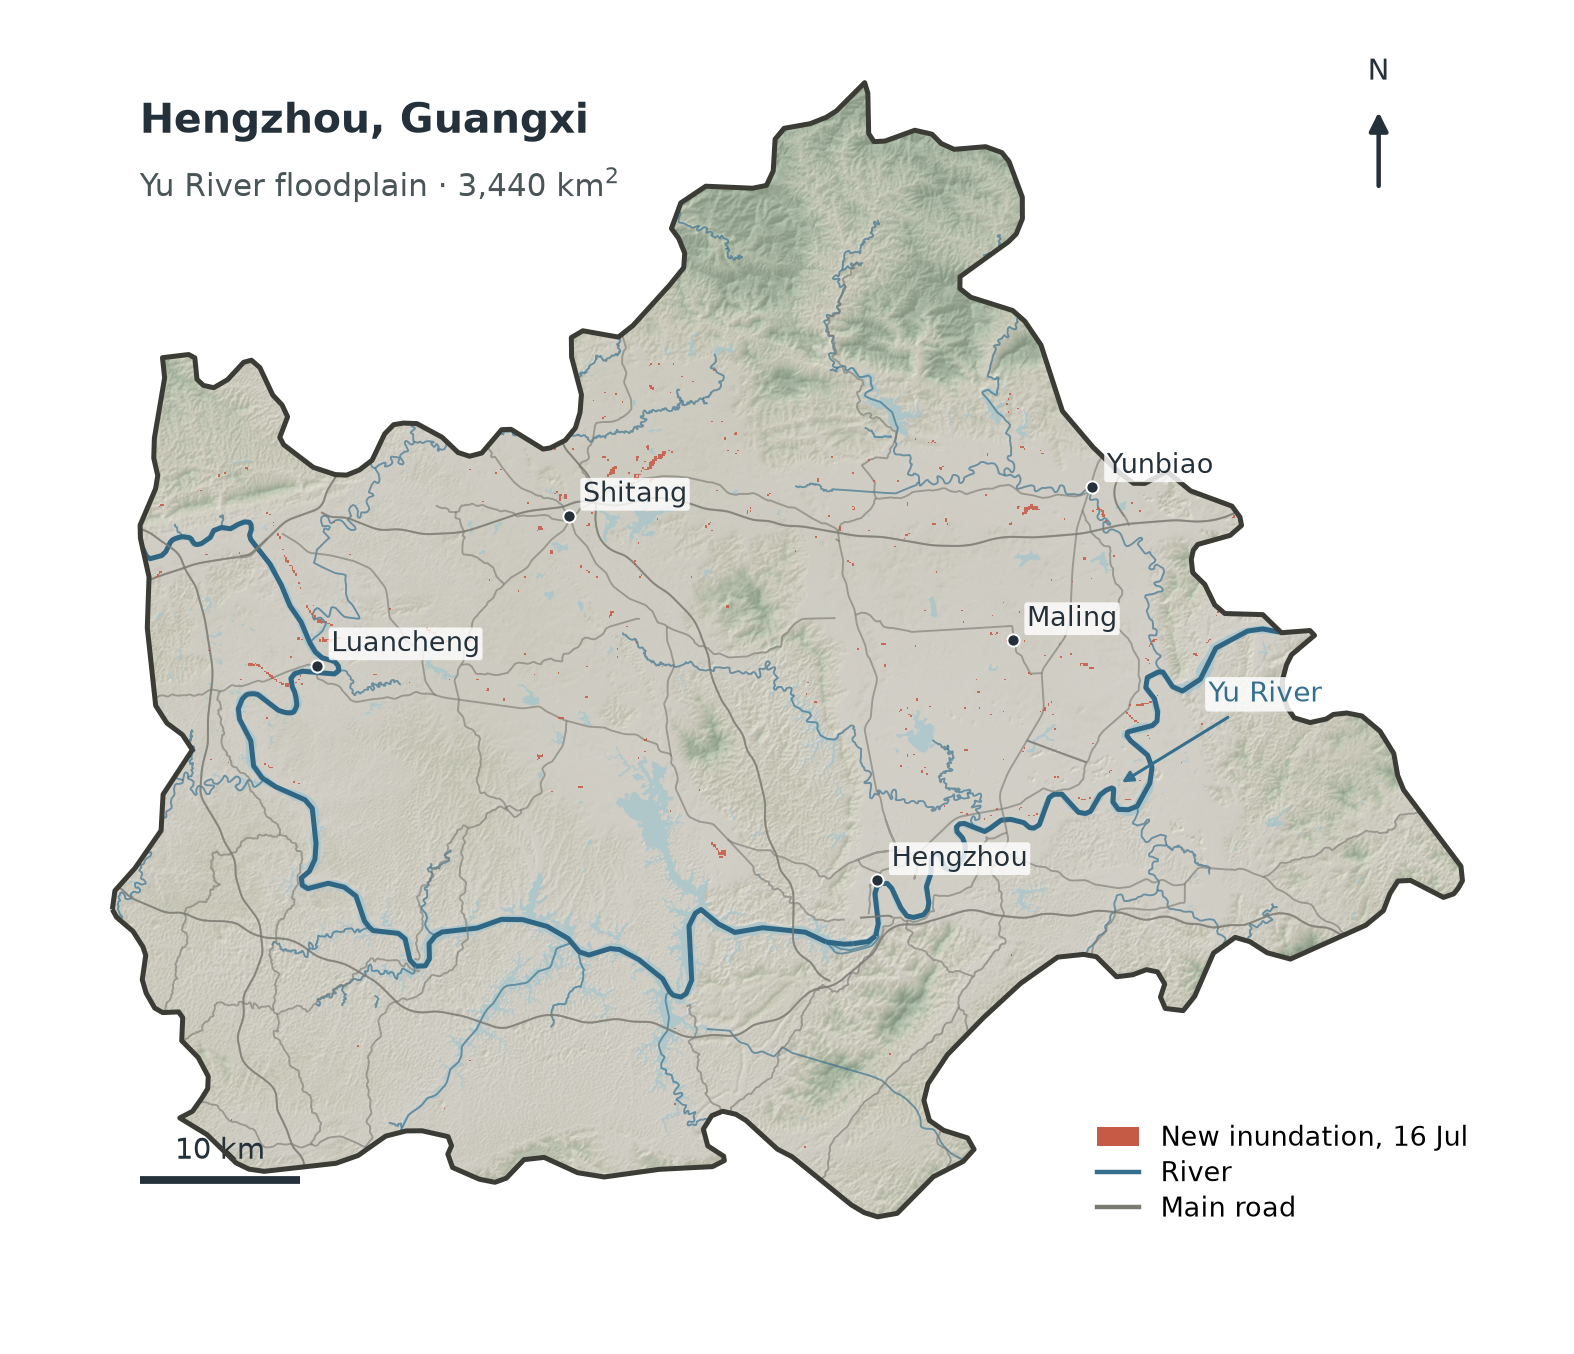 Hengzhou, Guangxi
Yu River floodplain · 3,440 km²
N
Yunbiao
Shitang
Maling
Luancheng
Yu River
Hengzhou
10 km
New inundation, 16 Jul
River
Main road